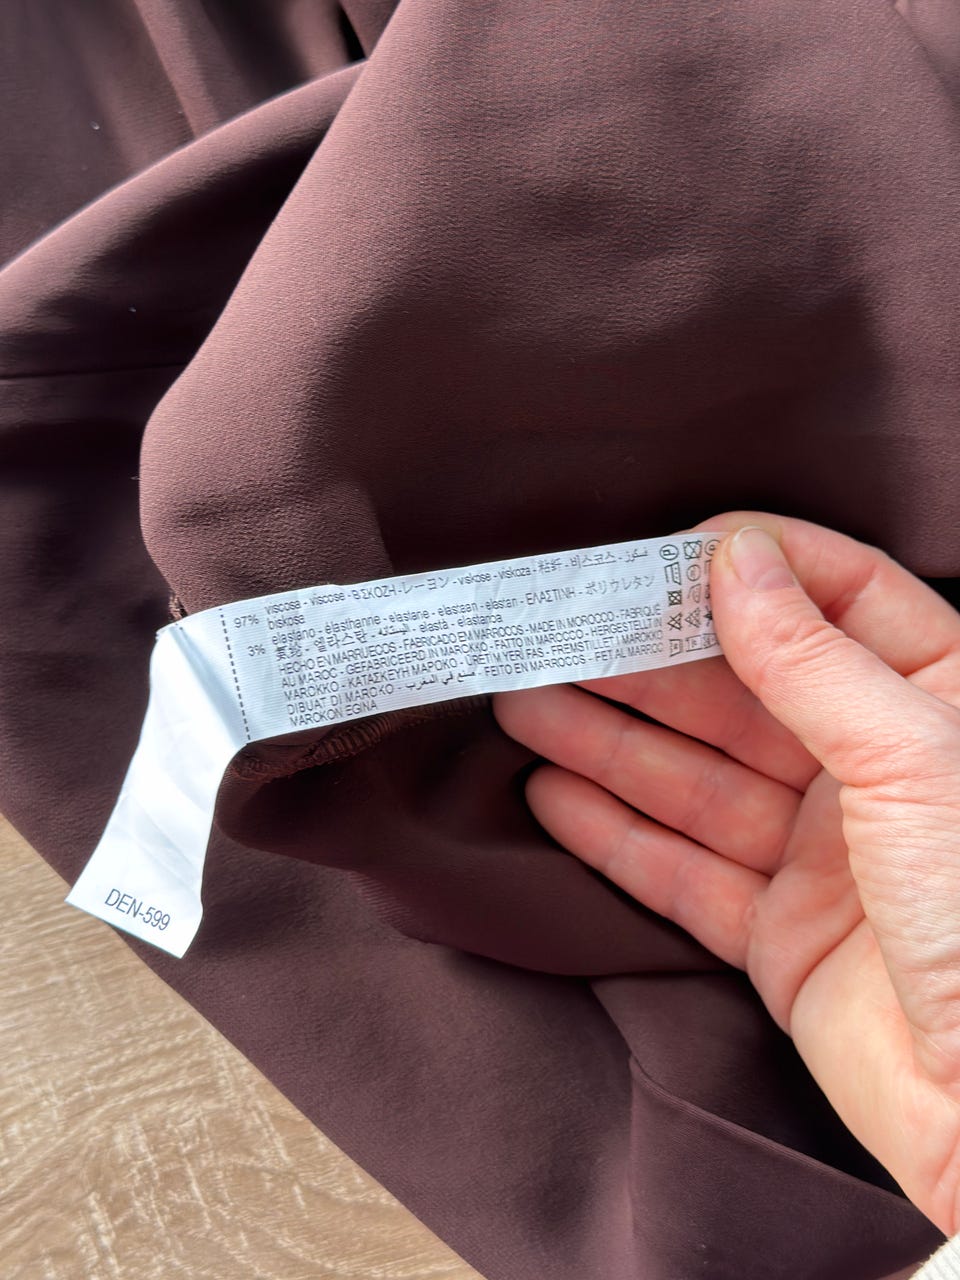 97% viscosa - viscose - ΒΙΣΚΟΖΗ - レーヨン - viskose - viskoza - 粘纤 - 비스코스 - فسكوز
biskosa
3% elastano - élasthanne - elastane - elastaan - elastan - ΕΛΑΣΤΙΝΗ - ポリウレタン
氨纶 - 엘라스탄 - إليستانه - elastà - elastanoa
HECHO EN MARRUECOS - FABRICADO EM MARROCOS - MADE IN MOROCCO - FABRIQUÉ
AU MAROC - GEFABRICEERD IN MAROKKO - FATTO IN MAROCCO - HERGESTELLT IN
MAROKKO - ΚΑΤΑΣΚΕΥΗ ΜΑΡΟΚΟ - ÜRETİM YERİ FAS - FREMSTILLET I MAROKKO
DIBUAT DI MAROKO - صنع في المغرب - FEITO EN MARROCOS - FET AL MARROC
MAROKON EGINA
DEN-599